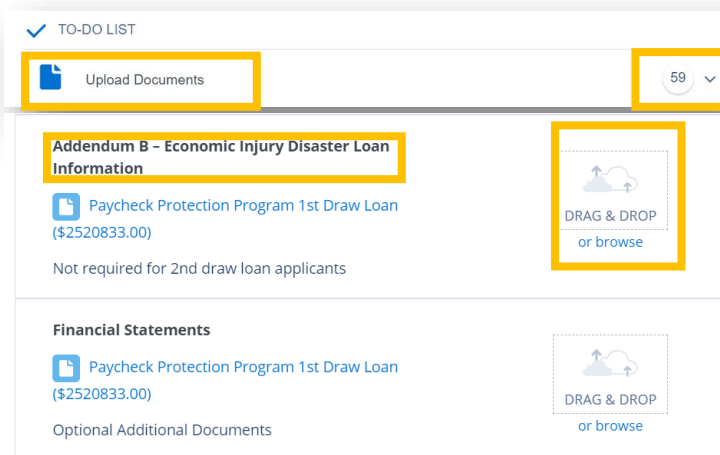 TO-DO LIST
Upload Documents
59
Addendum B – Economic Injury Disaster Loan
Information
Paycheck Protection Program 1st Draw Loan
($2520833.00)
Not required for 2nd draw loan applicants
DRAG & DROP
or browse
Financial Statements
Paycheck Protection Program 1st Draw Loan
($2520833.00)
Optional Additional Documents
DRAG & DROP
or browse